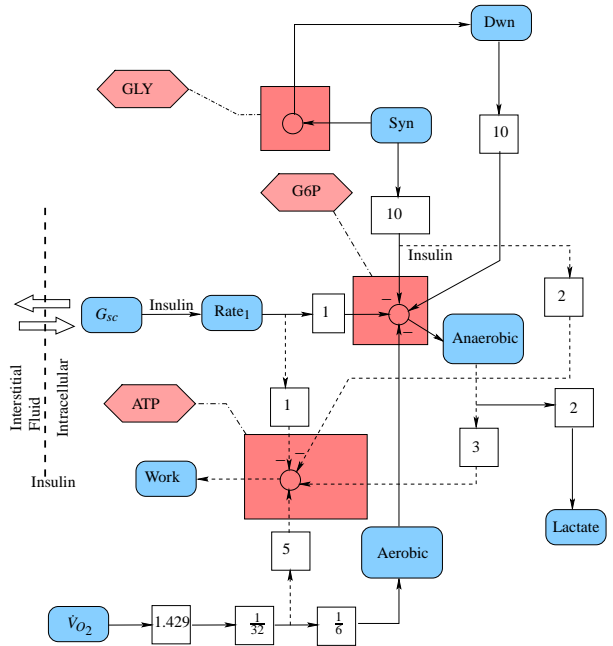 Dwn
GLY
Syn
10
G6P
10
Insulin
2
Interstitial
Fluid
Intracellular
G_sc
Insulin
Rate_1
1
−
−
Anaerobic
ATP
1
2
3
− −
Work
Insulin
5
Aerobic
Lactate
V̇_{O_2}
1.429
1/32
1/6